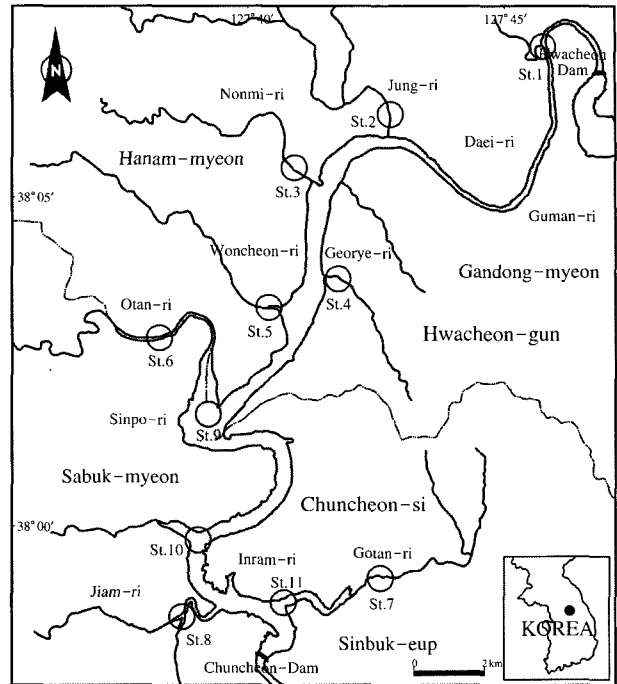 127°40′
127°45′
N
Hwacheon
Dam
St.1
Nonmi-ri
Jung-ri
St.2
Daei-ri
Hanam-myeon
St.3
38°05′
Guman-ri
Woncheon-ri
Georye-ri
Gandong-myeon
St.4
Otan-ri
St.5
Hwacheon-gun
St.6
Sinpo-ri
St.9
Sabuk-myeon
Chuncheon-si
38°00′
St.10
Inram-ri
Gotan-ri
St.11
St.7
Jiam-ri
St.8
KOREA
Sinbuk-eup
Chuncheon-Dam
0 2km